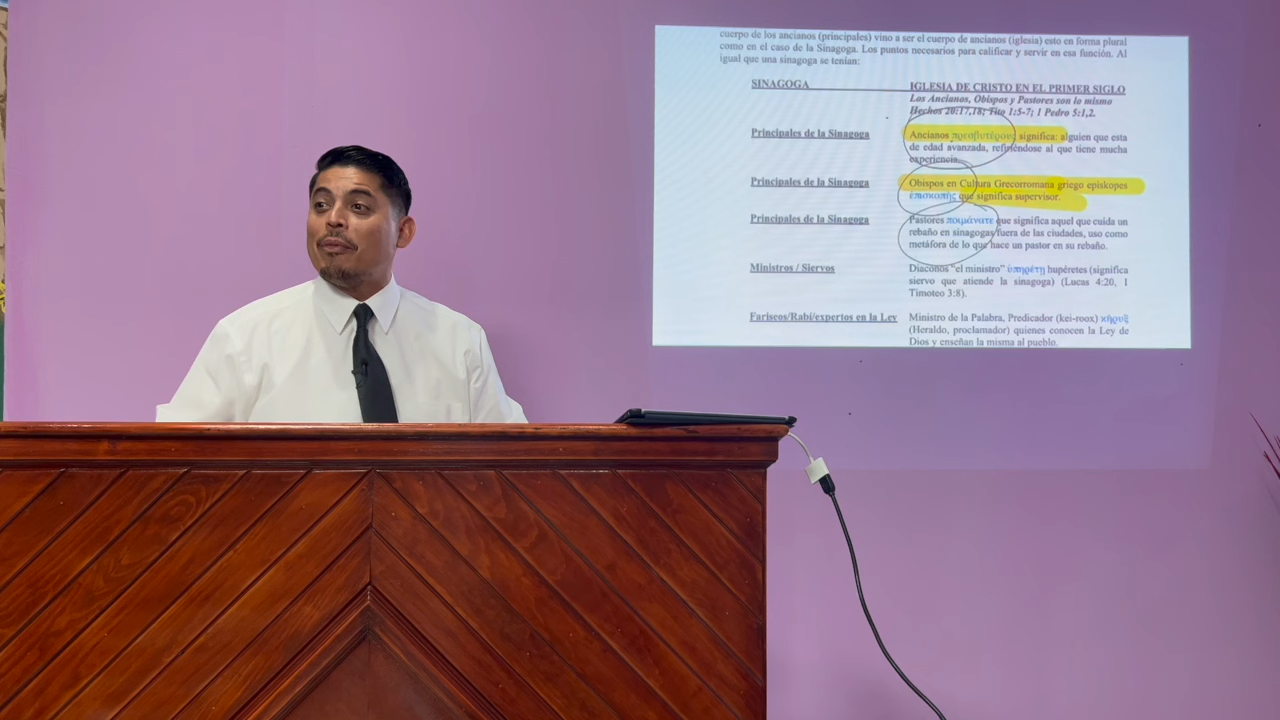 cuerpo de los ancianos (principales) vino a ser el cuerpo de ancianos (iglesia) esto en forma plural
como en el caso de la Sinagoga. Los puntos necesarios para calificar y servir en esa función. Al
igual que una sinagoga se tenían:
SINAGOGA
IGLESIA DE CRISTO EN EL PRIMER SIGLO
Los Ancianos, Obispos y Pastores son lo mismo
Hechos 20:17,18; Tito 1:5-7; 1 Pedro 5:1,2.
Principales de la Sinagoga
Ancianos πρεσβυτέρους significa: alguien que esta
de edad avanzada, refiriéndose al que tiene mucha
experiencia.
Principales de la Sinagoga
Obispos en Cultura Grecorromana griego episkopes
ἐπισκοπῆς que significa supervisor.
Principales de la Sinagoga
Pastores ποιμάνατε que significa aquel que cuida un
rebaño en sinagogas fuera de las ciudades, uso como
metáfora de lo que hace un pastor en su rebaño.
Ministros / Siervos
Diáconos “el ministro” ὑπηρέτῃ hupéretes (significa
siervo que atiende la sinagoga) (Lucas 4:20, 1
Timoteo 3:8).
Fariseos/Rabí/expertos en la Ley
Ministro de la Palabra, Predicador (kei-roox) κῆρυξ
(Heraldo, proclamador) quienes conocen la Ley de
Dios y enseñan la misma al pueblo.